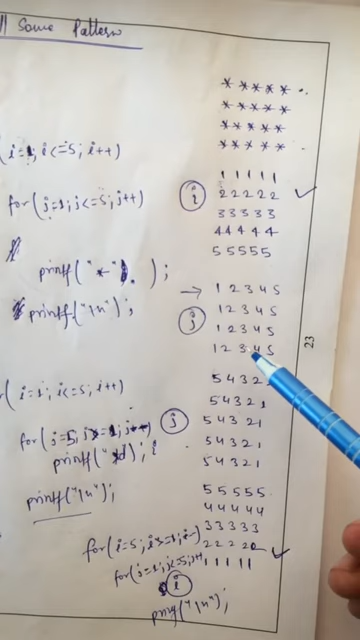 Some Pattern
* * * * *
* * * * *
* * * * *
* * * * *
(i=1; i<=5; i++)
for(j=1; j<=5; j++)
printf("*");
printf("\n");
i
1 1 1 1 1
2 2 2 2 2
3 3 3 3 3
4 4 4 4 4
5 5 5 5 5
j
→ 1 2 3 4 5
1 2 3 4 5
1 2 3 4 5
1 2 3 4 5
23
(i=1; i<=5; i++)
for(j=5; j>=1; j--)
printf("%d"); i
printf("\n");
j
5 4 3 2
5 4 3 2 1
5 4 3 2 1
5 4 3 2 1
5 4 3 2 1
5 5 5 5 5
4 4 4 4 4
3 3 3 3 3
2 2 2 2 2
1 1 1 1 1
for(i=5; i>=1; i--)
for(j=1; j<=5; j++
i
printf("\n");